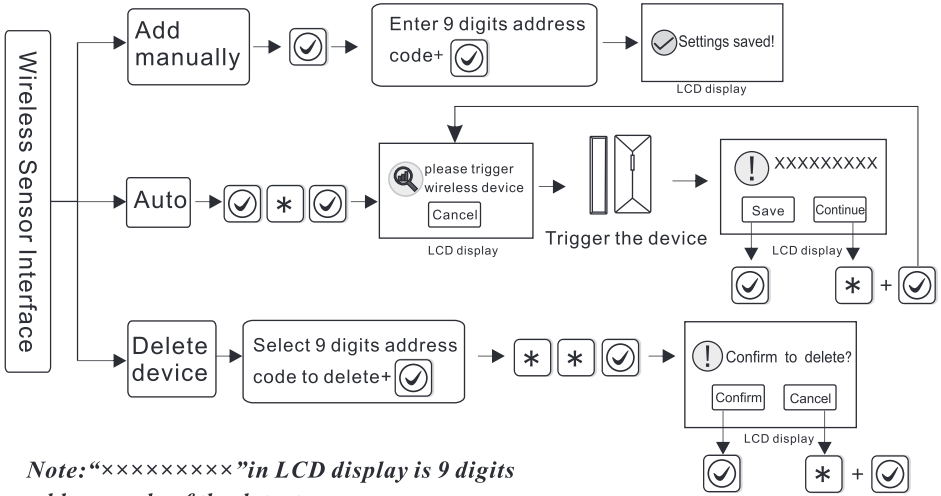 Wireless Sensor Interface
Add
manually
Enter 9 digits address
code+
Settings saved!
LCD display
Auto
*
please trigger
wireless device
Cancel
LCD display
Trigger the device
! XXXXXXXXX
Save Continue
LCD display
* +
Delete
device
Select 9 digits address
code to delete+
* *
! Confirm to delete?
Confirm Cancel
LCD display
* +
Note:“×××××××××”in LCD display is 9 digits